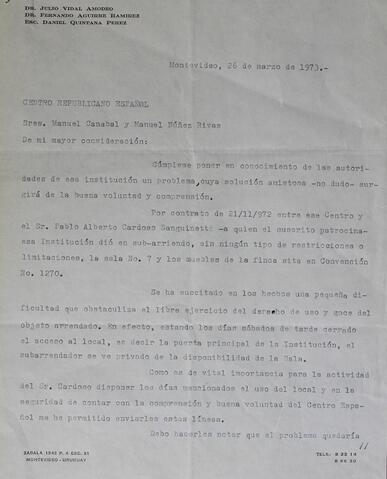 DR. JULIO VIDAL AMODEO
DR. FERNANDO AGUIRRE RAMIREZ
ESC. DANIEL QUINTANA PEREZ
Montevideo, 26 de marzo de 1973.-
CENTRO REPUBLICANO ESPAÑOL
Sres. Manuel Canabal y Manuel Núñez Rivas
De mi mayor consideración:
Cúmpleme poner en conocimiento de las autori-
dades de esa institución un problema, cuya solución amistosa -no dudo- sur-
girá de la buena voluntad y comprensión.
Por contrato de 21/11/972 entre ese Centro y
el Sr. Pablo Alberto Cardoso Sanguinetti -a quien el suscrito patrocina-
esa Institución dió en sub-arriendo, sin ningún tipo de restricciones o
limitaciones, la sala No. 7 y los muebles de la finca sita en Convención
No. 1270.
Se ha suscitado en los hechos una pequeña di-
ficultad que obstaculiza el libre ejercicio del derecho de uso y goce del
objeto arrendado. En efecto, estando los días sábados de tarde cerrado
el acceso al local, es decir la puerta principal de la Institución, el
subarrendador se ve privado de la disponibilidad de la Sala.
Como es de vital importancia para la actividad
del Sr. Cardoso disponer los días mencionados el uso del local y en la
seguridad de contar con la comprensión y buena voluntad del Centro Espa-
ñol me ha permitido enviarles estas líneas.
Debo hacerles notar que el problema quedaría
//
ZABALA 1542 P. 4 ESC. 21
MONTEVIDEO - URUGUAY
TELS.: 8 22 14
8 66 30